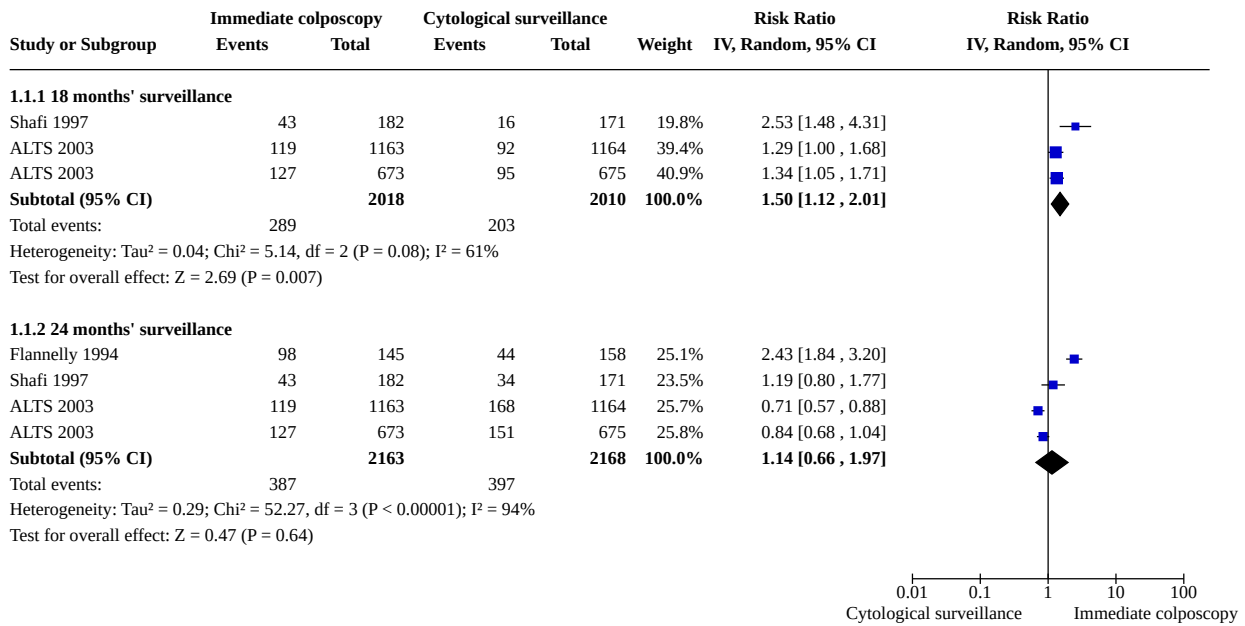 Immediate colposcopy Cytological surveillance Risk Ratio Risk Ratio
Study or Subgroup Events Total Events Total Weight IV, Random, 95% CI IV, Random, 95% CI
1.1.1 18 months' surveillance
Shafi 1997 43 182 16 171 19.8% 2.53 [1.48 , 4.31]
ALTS 2003 119 1163 92 1164 39.4% 1.29 [1.00 , 1.68]
ALTS 2003 127 673 95 675 40.9% 1.34 [1.05 , 1.71]
Subtotal (95% CI) 2018 2010 100.0% 1.50 [1.12 , 2.01]
Total events: 289 203
Heterogeneity: Tau² = 0.04; Chi² = 5.14, df = 2 (P = 0.08); I² = 61%
Test for overall effect: Z = 2.69 (P = 0.007)
1.1.2 24 months' surveillance
Flannelly 1994 98 145 44 158 25.1% 2.43 [1.84 , 3.20]
Shafi 1997 43 182 34 171 23.5% 1.19 [0.80 , 1.77]
ALTS 2003 119 1163 168 1164 25.7% 0.71 [0.57 , 0.88]
ALTS 2003 127 673 151 675 25.8% 0.84 [0.68 , 1.04]
Subtotal (95% CI) 2163 2168 100.0% 1.14 [0.66 , 1.97]
Total events: 387 397
Heterogeneity: Tau² = 0.29; Chi² = 52.27, df = 3 (P < 0.00001); I² = 94%
Test for overall effect: Z = 0.47 (P = 0.64)
0.01 0.1 1 10 100
Cytological surveillance Immediate colposcopy